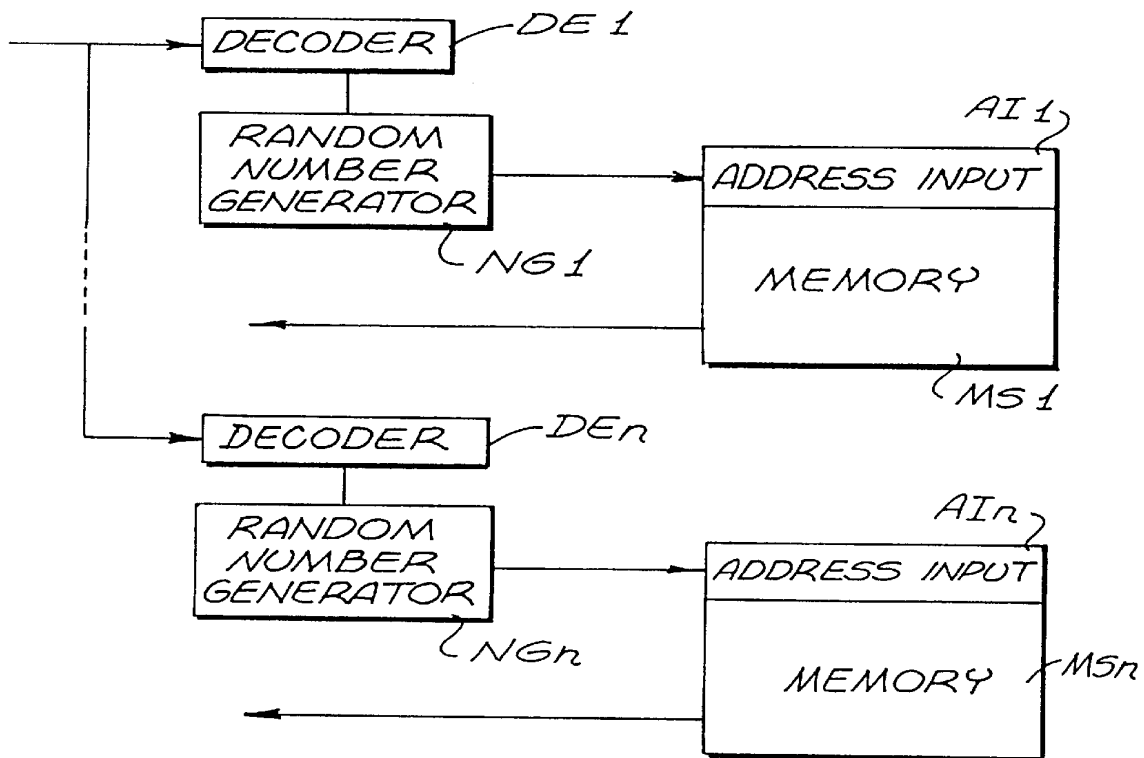 DECODER
DE 1
RANDOM
NUMBER
GENERATOR
NG 1
AI 1
ADDRESS INPUT
MEMORY
MS 1
DECODER
DEn
RANDOM
NUMBER
GENERATOR
NGn
AIn
ADDRESS INPUT
MEMORY
MSn